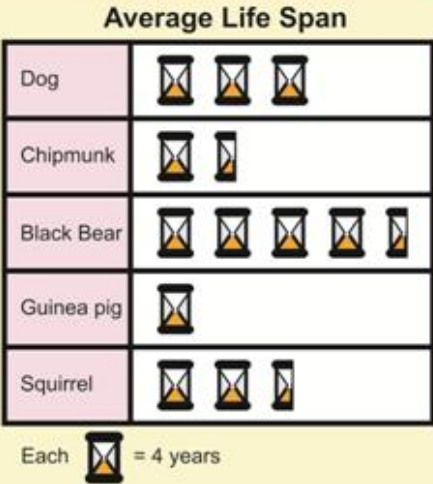 Average Life Span
Dog
Chipmunk
Black Bear
Guinea pig
Squirrel
Each = 4 years